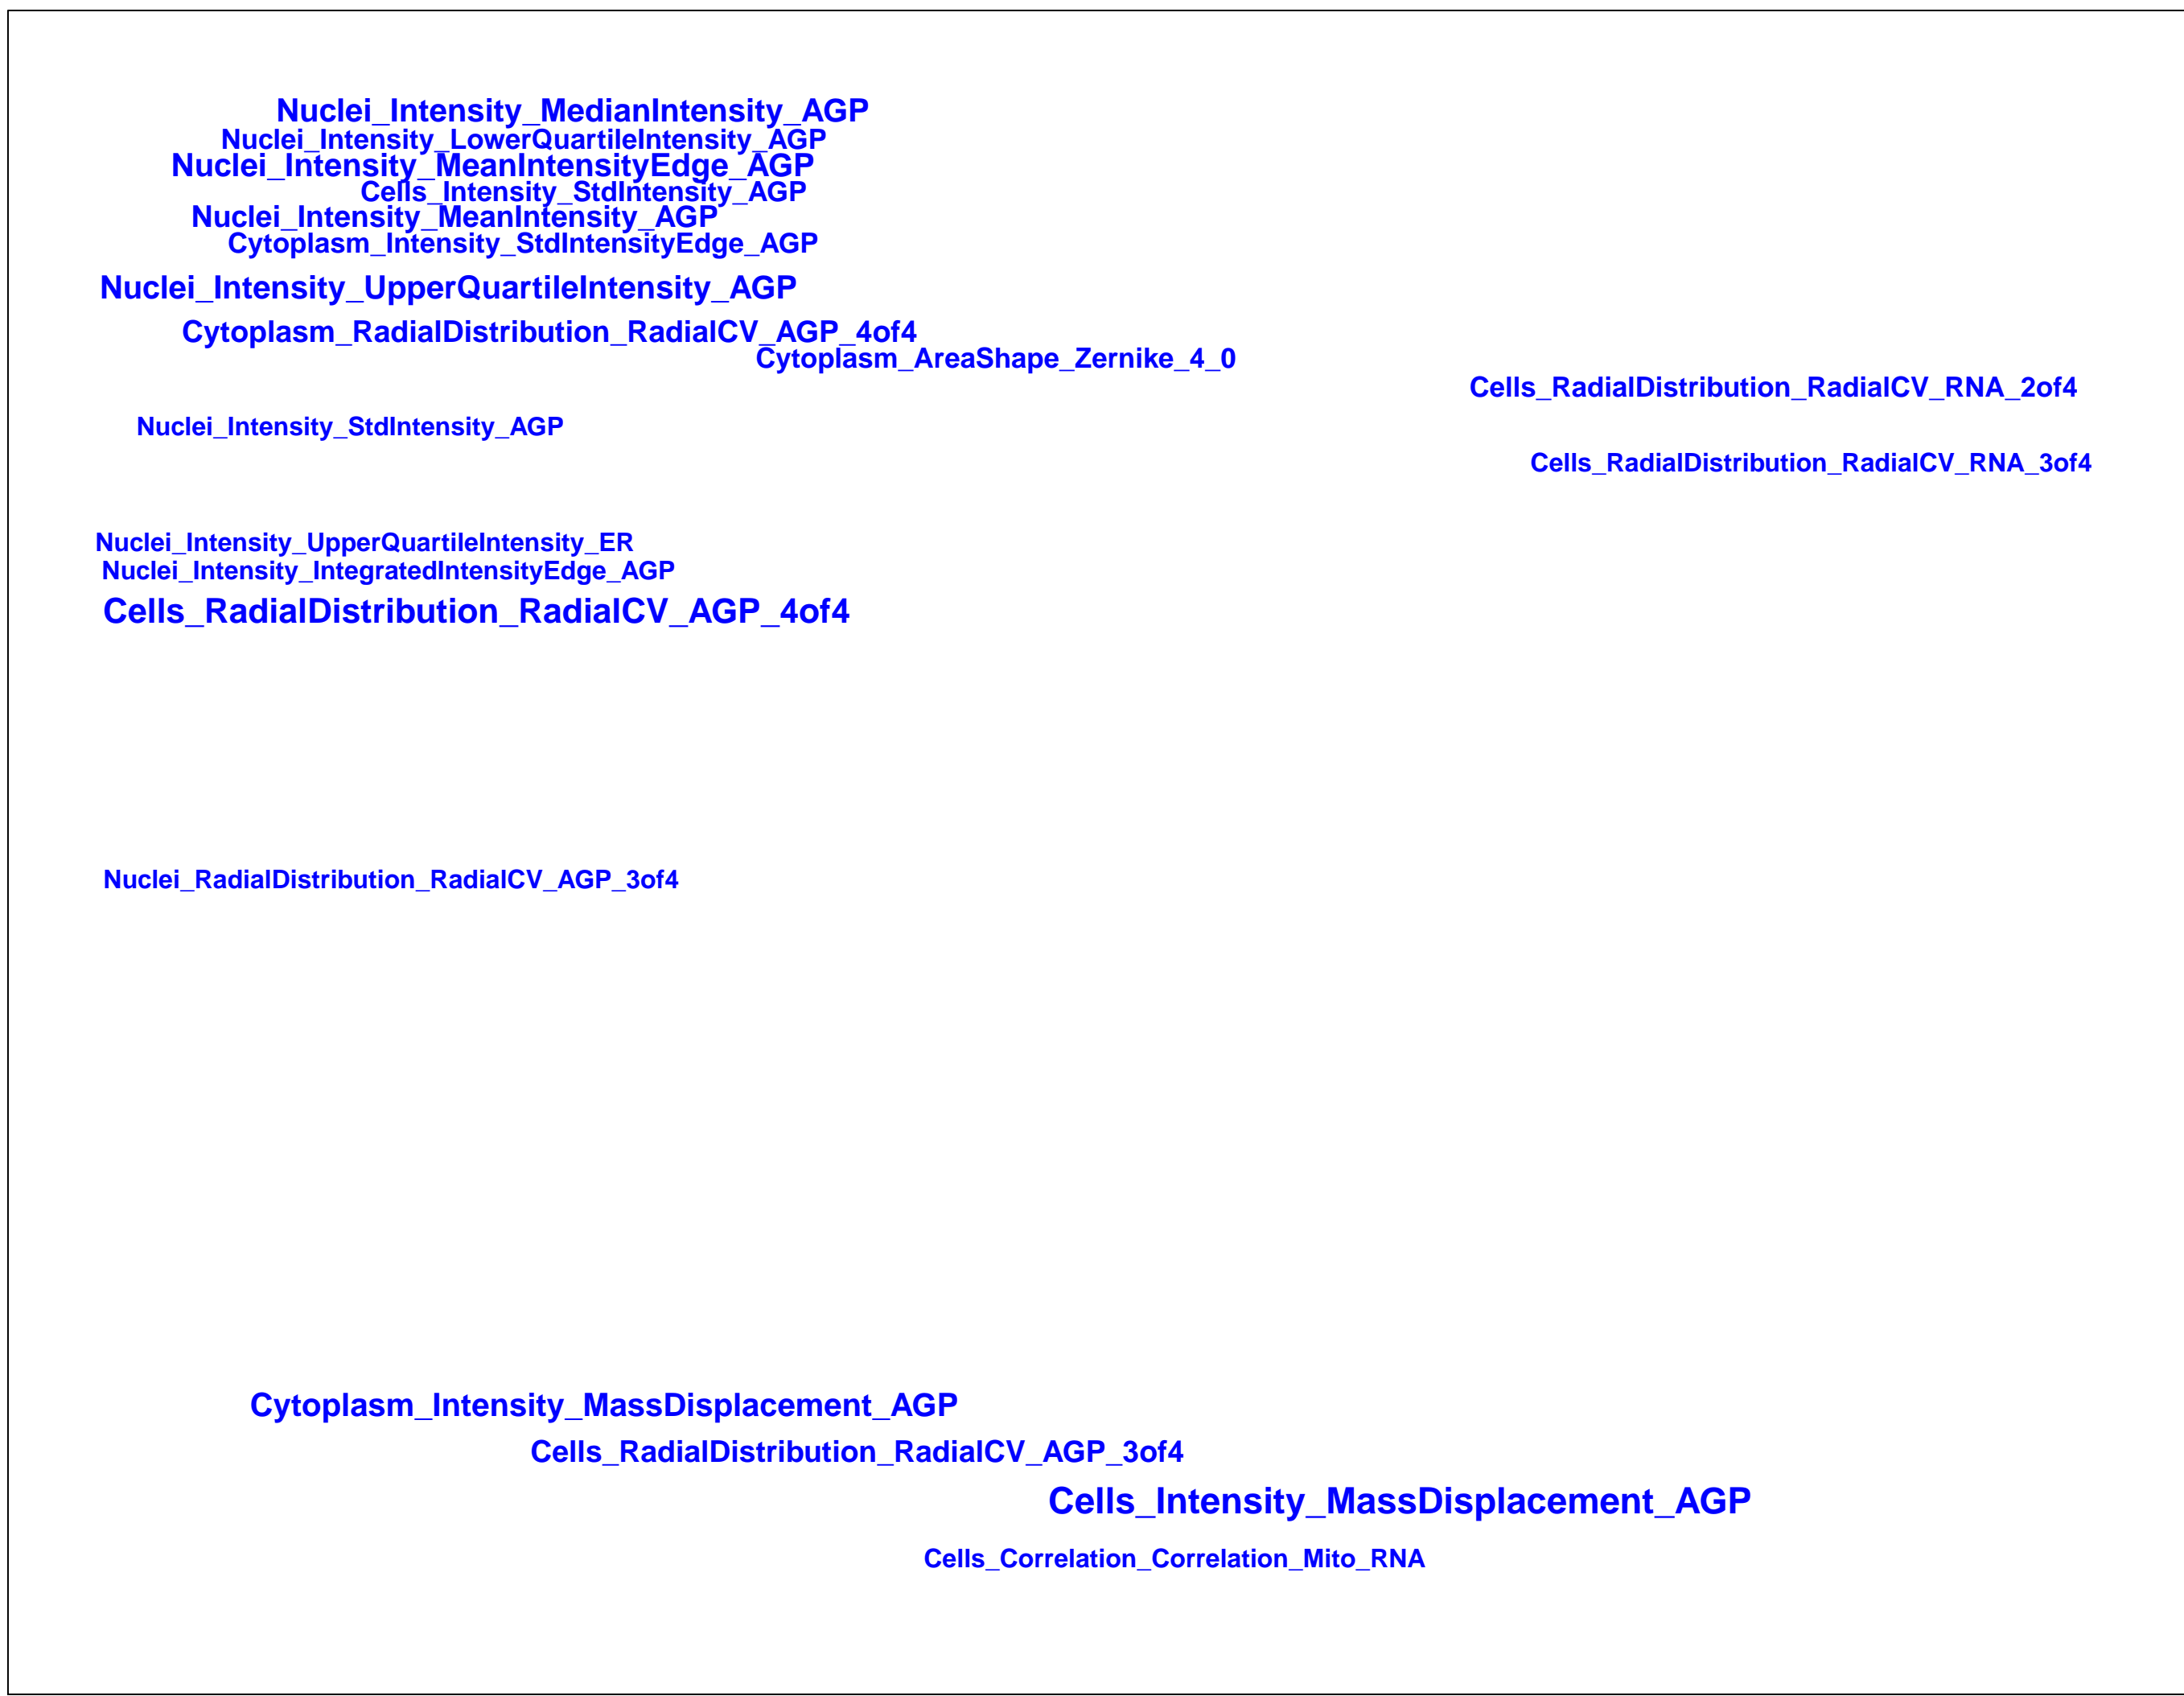 Nuclei_Intensity_MedianIntensity_AGP
Nuclei_Intensity_LowerQuartileIntensity_AGP
Nuclei_Intensity_MeanIntensityEdge_AGP
Cells_Intensity_StdIntensity_AGP
Nuclei_Intensity_MeanIntensity_AGP
Cytoplasm_Intensity_StdIntensityEdge_AGP
Nuclei_Intensity_UpperQuartileIntensity_AGP
Cytoplasm_RadialDistribution_RadialCV_AGP_4of4
Cytoplasm_AreaShape_Zernike_4_0
Cells_RadialDistribution_RadialCV_RNA_2of4
Nuclei_Intensity_StdIntensity_AGP
Cells_RadialDistribution_RadialCV_RNA_3of4
Nuclei_Intensity_UpperQuartileIntensity_ER
Nuclei_Intensity_IntegratedIntensityEdge_AGP
Cells_RadialDistribution_RadialCV_AGP_4of4
Nuclei_RadialDistribution_RadialCV_AGP_3of4
Cytoplasm_Intensity_MassDisplacement_AGP
Cells_RadialDistribution_RadialCV_AGP_3of4
Cells_Intensity_MassDisplacement_AGP
Cells_Correlation_Correlation_Mito_RNA